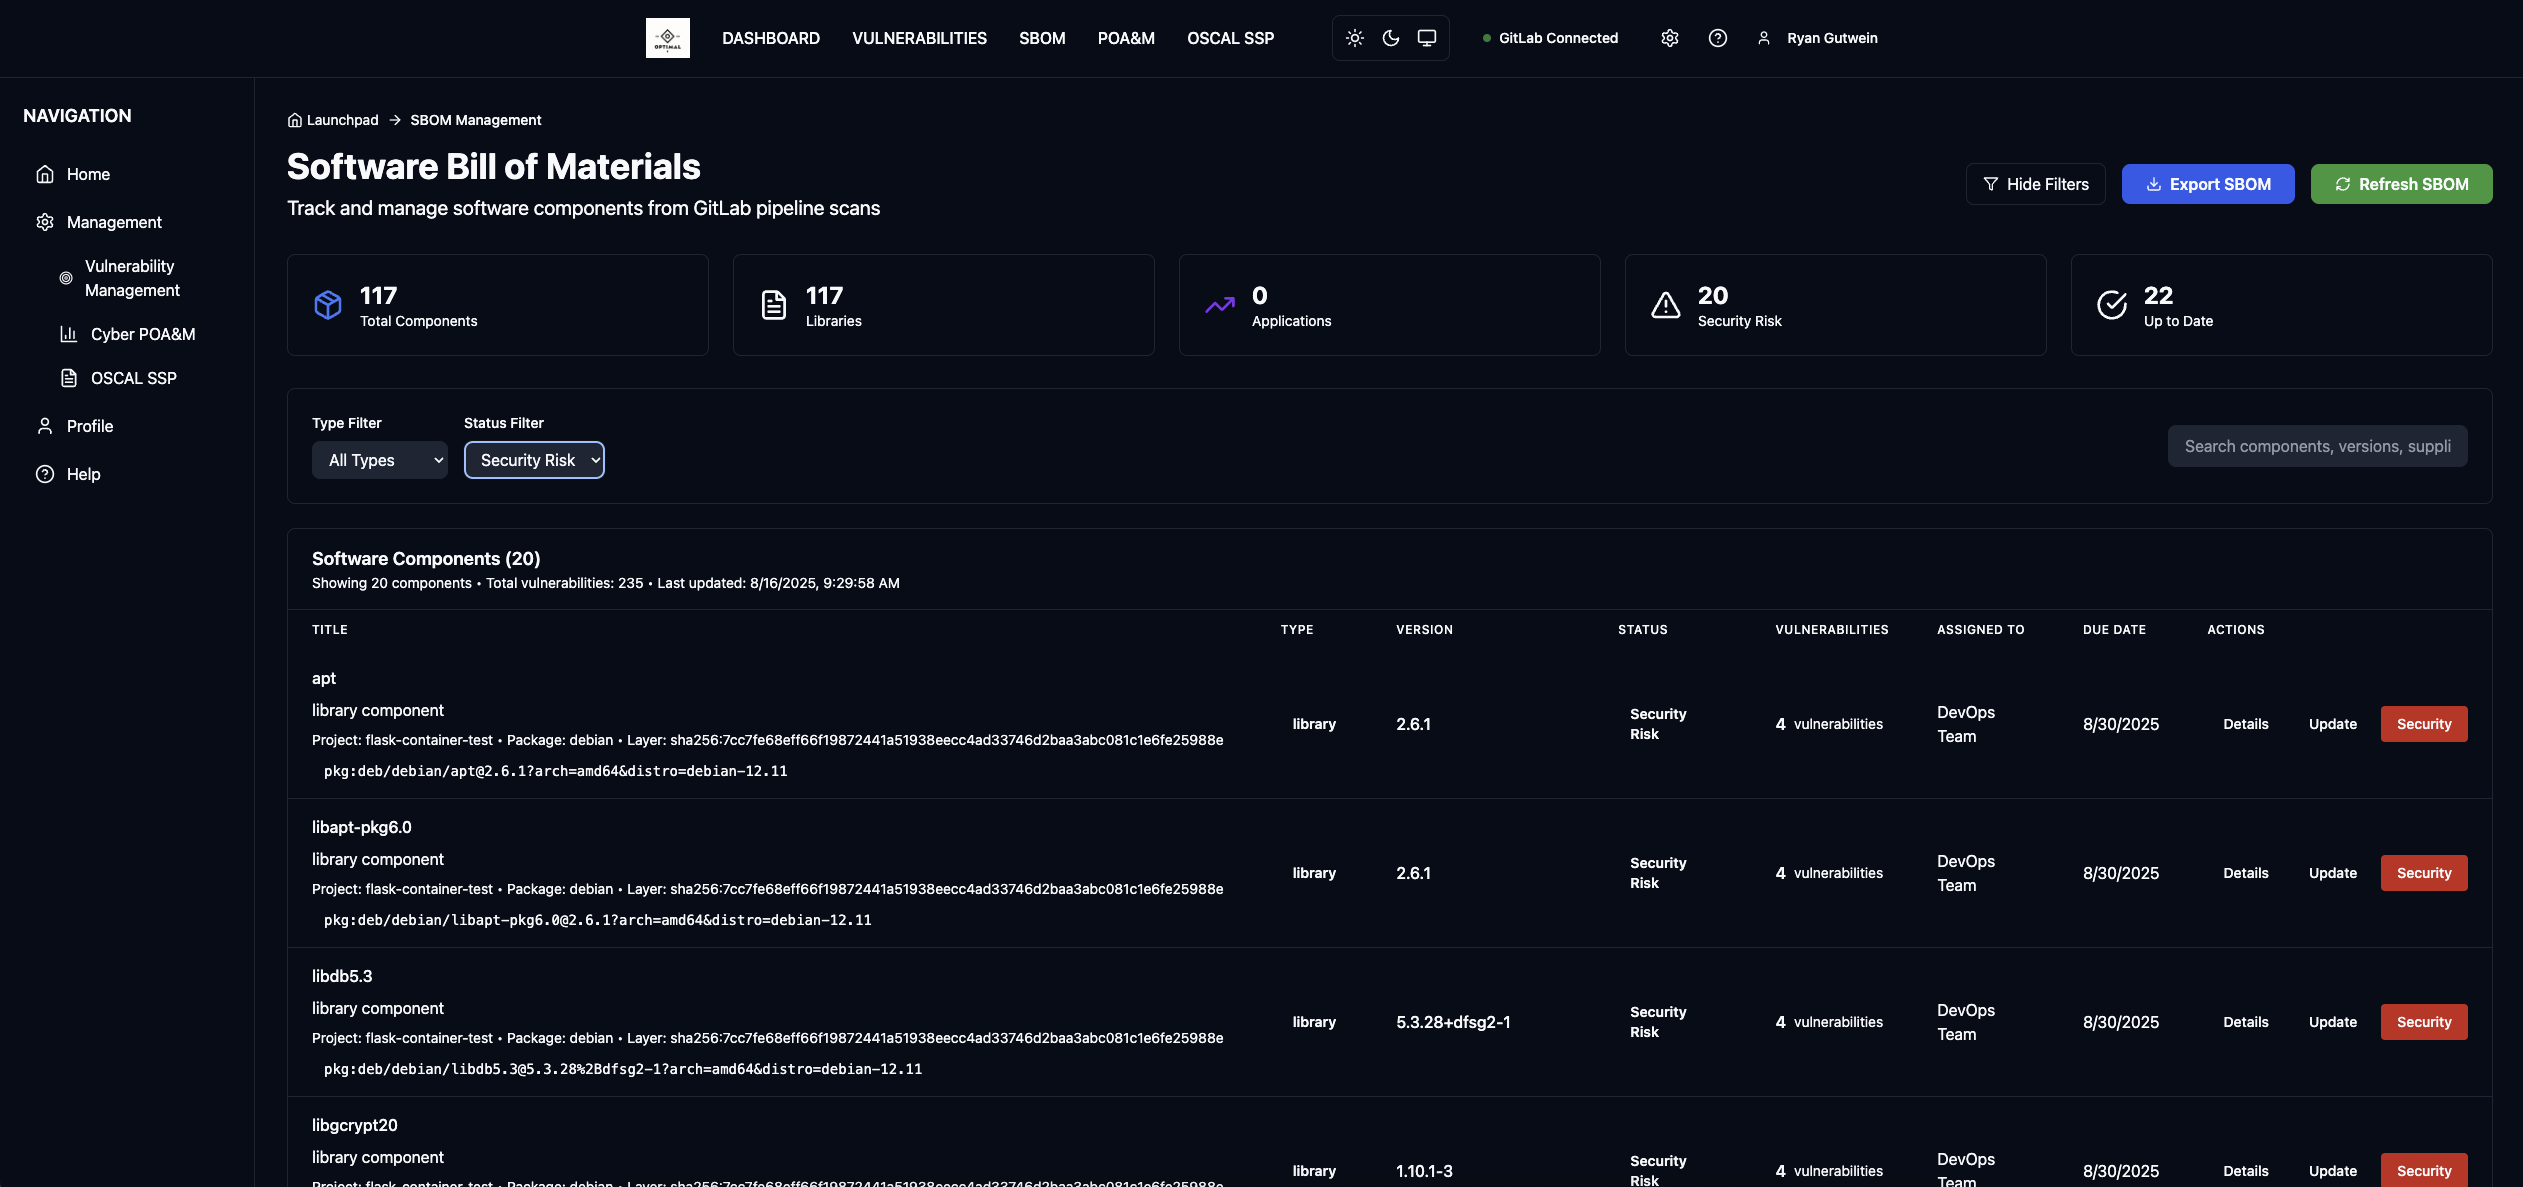 OPTIMAL
DASHBOARD
VULNERABILITIES
SBOM
POA&M
OSCAL SSP
GitLab Connected
Ryan Gutwein
NAVIGATION
Home
Management
Vulnerability
Management
Cyber POA&M
OSCAL SSP
Profile
Help
Launchpad → SBOM Management
Software Bill of Materials
Track and manage software components from GitLab pipeline scans
Hide Filters
Export SBOM
Refresh SBOM
117
Total Components
117
Libraries
0
Applications
20
Security Risk
22
Up to Date
Type Filter
All Types
Status Filter
Security Risk
Search components, versions, suppli
Software Components (20)
Showing 20 components • Total vulnerabilities: 235 • Last updated: 8/16/2025, 9:29:58 AM
TITLE TYPE VERSION STATUS VULNERABILITIES ASSIGNED TO DUE DATE ACTIONS
apt
library component
Project: flask-container-test • Package: debian • Layer: sha256:7cc7fe68eff66f19872441a51938eecc4ad33746d2baa3abc081c1e6fe25988e
pkg:deb/debian/apt@2.6.1?arch=amd64&distro=debian-12.11
library
2.6.1
Security
Risk
4 vulnerabilities
DevOps
Team
8/30/2025
Details
Update
Security
libapt-pkg6.0
library component
Project: flask-container-test • Package: debian • Layer: sha256:7cc7fe68eff66f19872441a51938eecc4ad33746d2baa3abc081c1e6fe25988e
pkg:deb/debian/libapt-pkg6.0@2.6.1?arch=amd64&distro=debian-12.11
library
2.6.1
Security
Risk
4 vulnerabilities
DevOps
Team
8/30/2025
Details
Update
Security
libdb5.3
library component
Project: flask-container-test • Package: debian • Layer: sha256:7cc7fe68eff66f19872441a51938eecc4ad33746d2baa3abc081c1e6fe25988e
pkg:deb/debian/libdb5.3@5.3.28%2Bdfsg2-1?arch=amd64&distro=debian-12.11
library
5.3.28+dfsg2-1
Security
Risk
4 vulnerabilities
DevOps
Team
8/30/2025
Details
Update
Security
libgcrypt20
library component
Project: flask-container-test • Package: debian • Layer: sha256:7cc7fe68eff66f19872441a51938eecc4ad33746d2baa3abc081c1e6fe25988e
library
1.10.1-3
Security
Risk
4 vulnerabilities
DevOps
Team
8/30/2025
Details
Update
Security